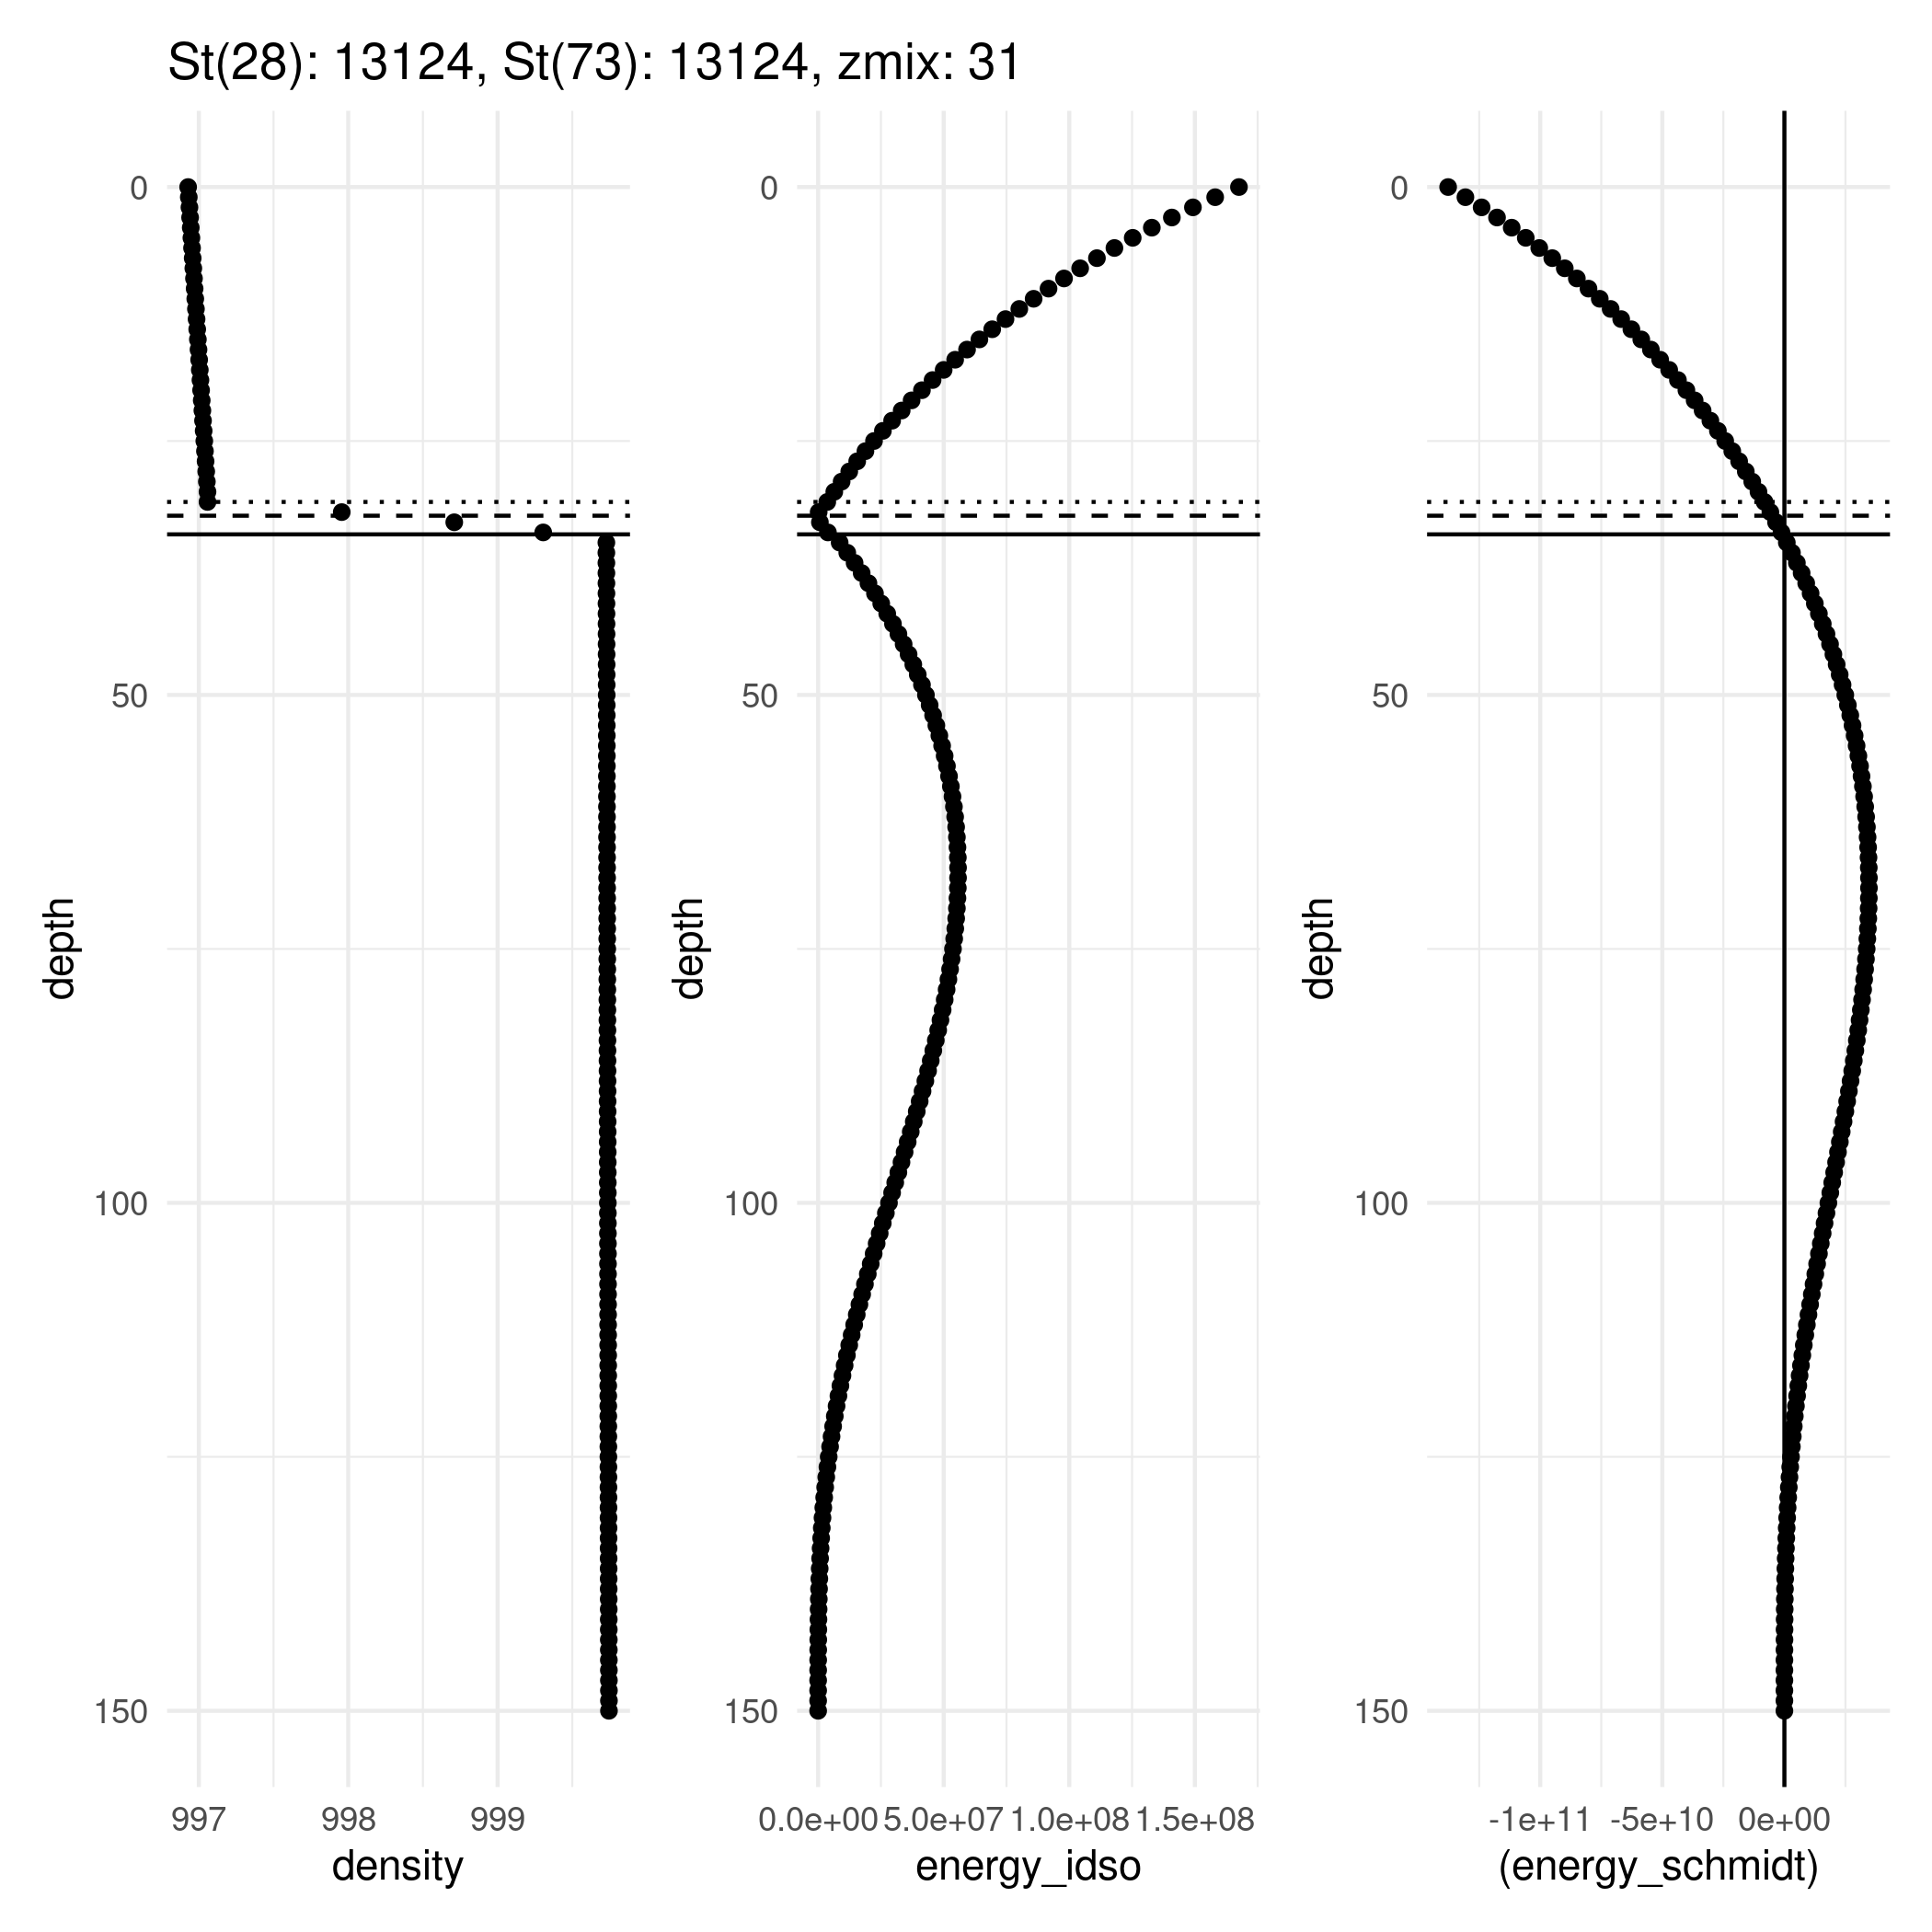 St(28): 13124, St(73): 13124, zmix: 31
0
50
100
150
depth
997 998 999
density
0
50
100
150
depth
0.0e+00 5.0e+07 1.0e+08 1.5e+08
energy_idso
0
50
100
150
depth
-1e+11 -5e+10 0e+00
(energy_schmidt)